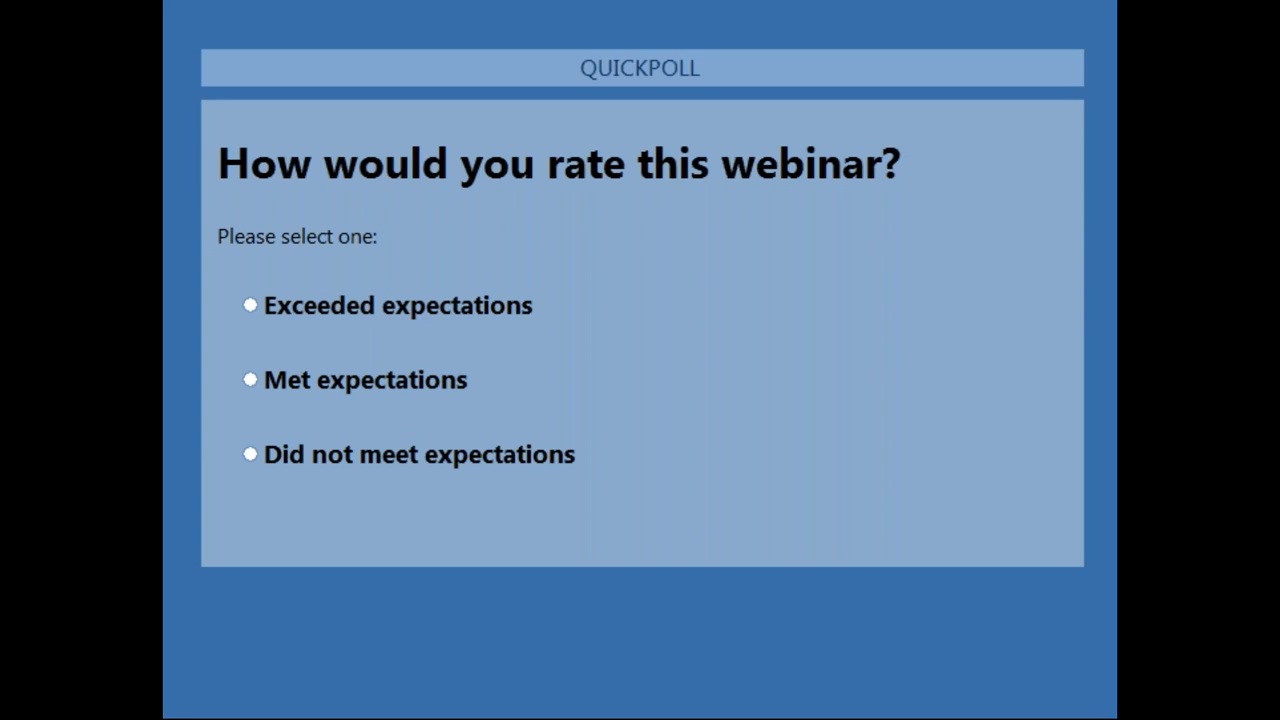 QUICKPOLL
How would you rate this webinar?
Please select one:
Exceeded expectations
Met expectations
Did not meet expectations